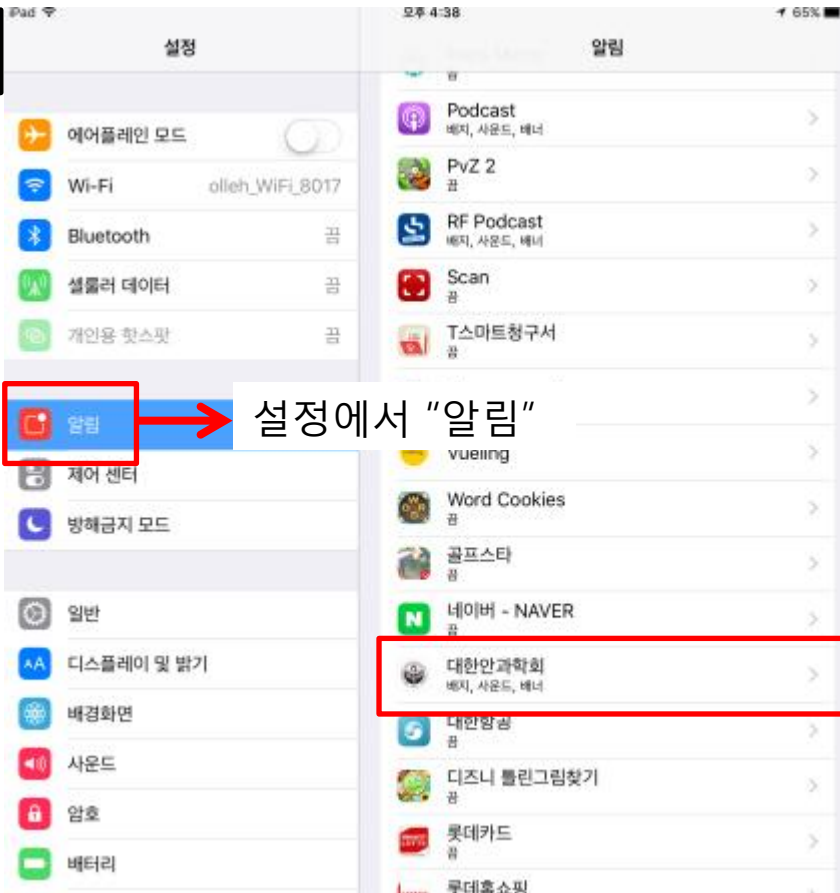 iPad
오후 4:38
65%
설정
에어플레인 모드
Wi-Fi
olleh_WiFi_8017
Bluetooth
끔
셀룰러 데이터
끔
개인용 핫스팟
끔
알림
설정에서 "알림"
제어 센터
방해금지 모드
일반
디스플레이 및 밝기
배경화면
사운드
암호
배터리
알림
끔
Podcast
배지, 사운드, 배너
PvZ 2
끔
RF Podcast
배지, 사운드, 배너
Scan
끔
T스마트청구서
끔
Vueling
Word Cookies
끔
골프스타
끔
네이버 - NAVER
끔
대한안과학회
배지, 사운드, 배너
대한항공
끔
디즈니 틀린그림찾기
끔
롯데카드
끔
롯데홈쇼핑